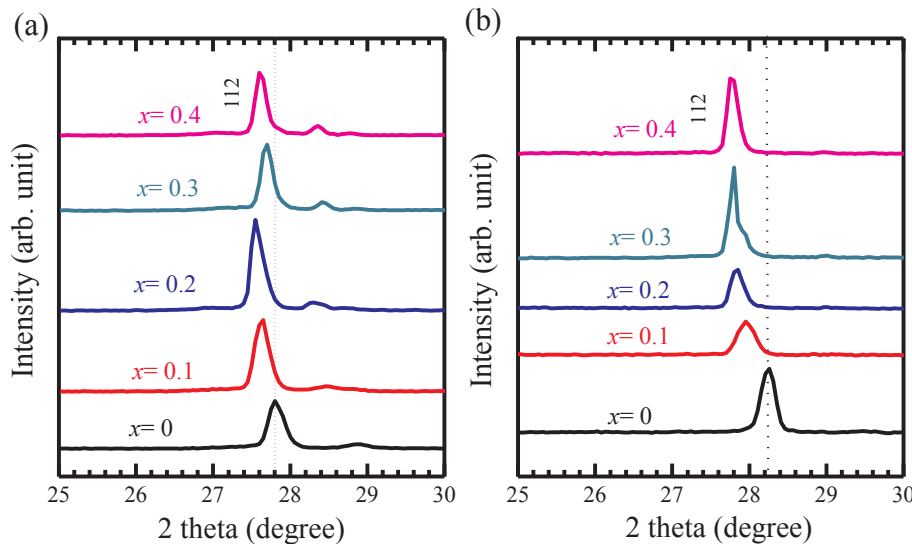 (a)
112
x= 0.4
x= 0.3
x= 0.2
x= 0.1
x= 0
Intensity (arb. unit)
25 26 27 28 29 30
2 theta (degree)
(b)
112
x= 0.4
x= 0.3
x= 0.2
x= 0.1
x= 0
Intensity (arb. unit)
25 26 27 28 29 30
2 theta (degree)